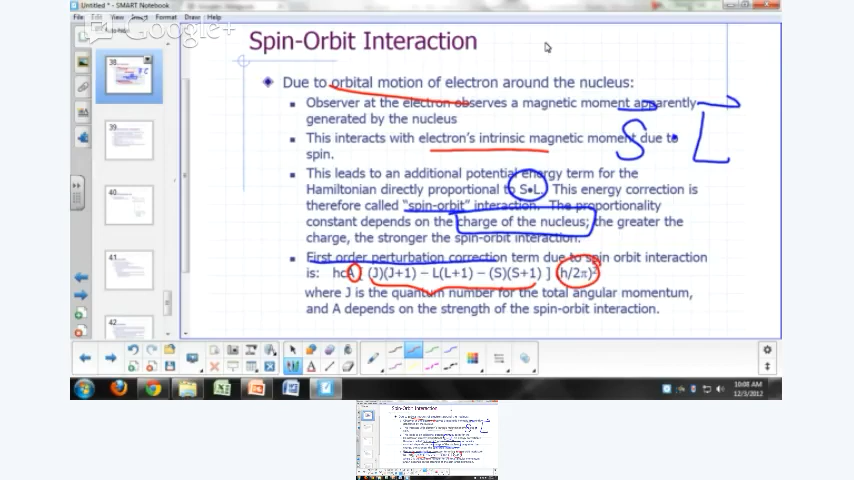 Untitled * - SMART Notebook
File Edit View Insert Format Draw Help
Google+
Spin-Orbit Interaction
Due to orbital motion of electron around the nucleus:
Observer at the electron observes a magnetic moment apparently
generated by the nucleus
This interacts with electron's intrinsic magnetic moment due to
spin.
S · L
This leads to an additional potential energy term for the
Hamiltonian directly proportional to S•L. This energy correction is
therefore called "spin-orbit" interaction. The proportionality
constant depends on the charge of the nucleus; the greater the
charge, the stronger the spin-orbit interaction.
First order perturbation correction term due to spin orbit interaction
is: hcA [ (J)(J+1) – L(L+1) – (S)(S+1) ] (h/2π)²
where J is the quantum number for the total angular momentum,
and A depends on the strength of the spin-orbit interaction.
38
39
40
41
42
10:08 AM
12/3/2012
Spin-Orbit Interaction